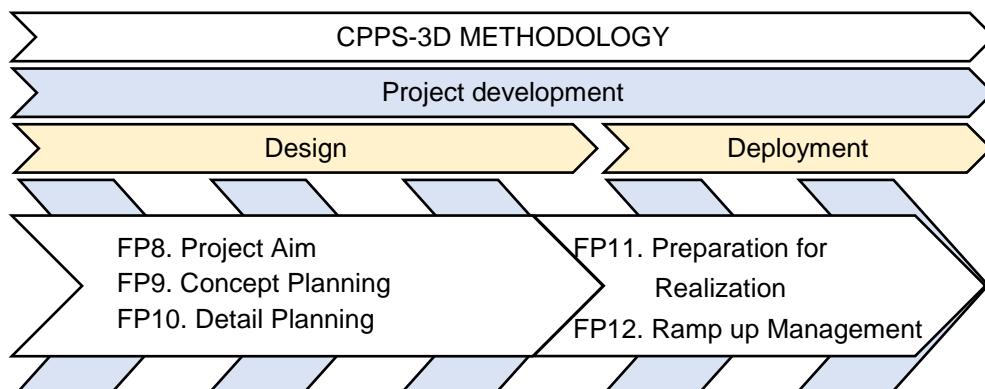 CPPS-3D METHODOLOGY
Project development
Design
Deployment
FP8. Project Aim
FP9. Concept Planning
FP10. Detail Planning
FP11. Preparation for
Realization
FP12. Ramp up Management